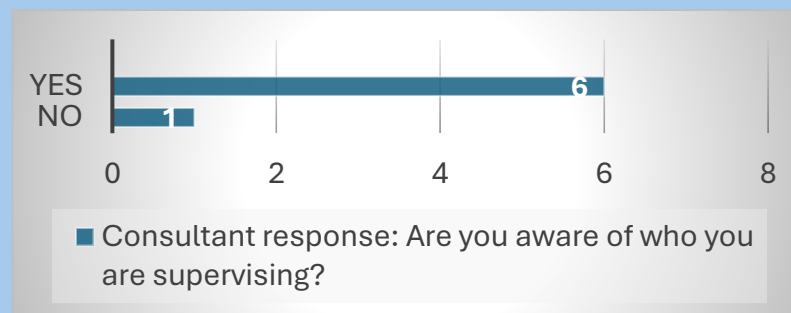 YES
6
NO
1
0 2 4 6 8
Consultant response: Are you aware of who you
are supervising?